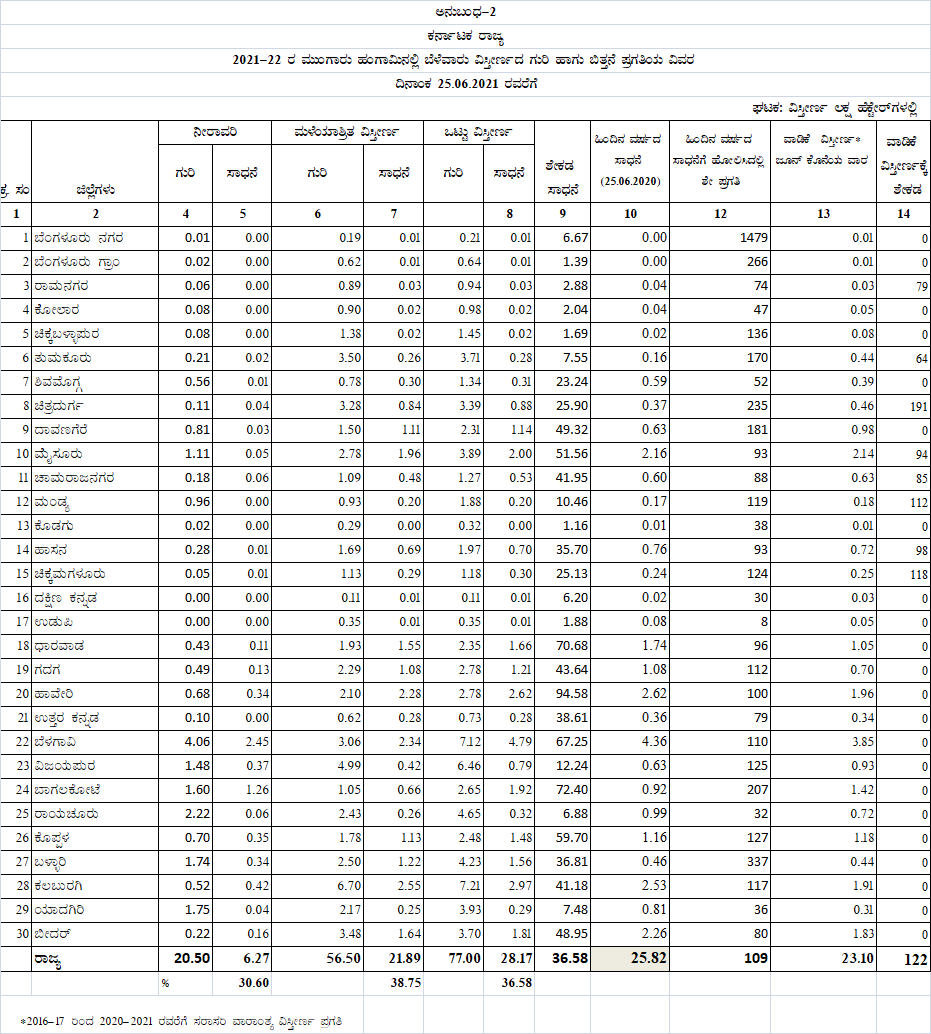 ಅನುಬಂಧ–2
ಕರ್ನಾಟಕ ರಾಜ್ಯ
2021–22 ರ ಮುಂಗಾರು ಹಂಗಾಮಿನಲ್ಲಿ ಬೆಳೆವಾರು ವಿಸ್ತೀರ್ಣದ ಗುರಿ ಹಾಗು ಬಿತ್ತನೆ ಪ್ರಗತಿಯ ವಿವರ
ದಿನಾಂಕ 25.06.2021 ರವರೆಗೆ
ಘಟಕ: ವಿಸ್ತೀರ್ಣ ಲಕ್ಷ ಹೆಕ್ಟೇರ್‌ಗಳಲ್ಲಿ
ಕ್ರ. ಸಂ ಜಿಲ್ಲೆಗಳು ನೀರಾವರಿ ಮಳೆಯಾಶ್ರಿತ ವಿಸ್ತೀರ್ಣ ಒಟ್ಟು ವಿಸ್ತೀರ್ಣ ಶೇಕಡ ಸಾಧನೆ ಹಿಂದಿನ ವರ್ಷದ ಸಾಧನೆ (25.06.2020) ಹಿಂದಿನ ವರ್ಷದ ಸಾಧನೆಗೆ ಹೋಲಿಸಿದಲ್ಲಿ ಶೇ ಪ್ರಗತಿ ವಾಡಿಕೆ ವಿಸ್ತೀರ್ಣ* ಜೂನ್ ಕೊನೆಯ ವಾರ ವಾಡಿಕೆ ವಿಸ್ತೀರ್ಣಕ್ಕೆ ಶೇಕಡ
ಗುರಿ ಸಾಧನೆ ಗುರಿ ಸಾಧನೆ ಗುರಿ ಸಾಧನೆ
1 2 4 5 6 7 8 9 10 12 13 14
1 ಬೆಂಗಳೂರು ನಗರ 0.01 0.00 0.19 0.01 0.21 0.01 6.67 0.00 1479 0.01 0
2 ಬೆಂಗಳೂರು ಗ್ರಾಂ 0.02 0.00 0.62 0.01 0.64 0.01 1.39 0.00 266 0.01 0
3 ರಾಮನಗರ 0.06 0.00 0.89 0.03 0.94 0.03 2.88 0.04 74 0.03 79
4 ಕೋಲಾರ 0.08 0.00 0.90 0.02 0.98 0.02 2.04 0.04 47 0.05 0
5 ಚಿಕ್ಕಬಳ್ಳಾಪುರ 0.08 0.00 1.38 0.02 1.45 0.02 1.69 0.02 136 0.08 0
6 ತುಮಕೂರು 0.21 0.02 3.50 0.26 3.71 0.28 7.55 0.16 170 0.44 64
7 ಶಿವಮೊಗ್ಗ 0.56 0.01 0.78 0.30 1.34 0.31 23.24 0.59 52 0.39 0
8 ಚಿತ್ರದುರ್ಗ 0.11 0.04 3.28 0.84 3.39 0.88 25.90 0.37 235 0.46 191
9 ದಾವಣಗೆರೆ 0.81 0.03 1.50 1.11 2.31 1.14 49.32 0.63 181 0.98 0
10 ಮೈಸೂರು 1.11 0.05 2.78 1.96 3.89 2.00 51.56 2.16 93 2.14 94
11 ಚಾಮರಾಜನಗರ 0.18 0.06 1.09 0.48 1.27 0.53 41.95 0.60 88 0.63 85
12 ಮಂಡ್ಯ 0.96 0.00 0.93 0.20 1.88 0.20 10.46 0.17 119 0.18 112
13 ಕೊಡಗು 0.02 0.00 0.29 0.00 0.32 0.00 1.16 0.01 38 0.01 0
14 ಹಾಸನ 0.28 0.01 1.69 0.69 1.97 0.70 35.70 0.76 93 0.72 98
15 ಚಿಕ್ಕಮಗಳೂರು 0.05 0.01 1.13 0.29 1.18 0.30 25.13 0.24 124 0.25 118
16 ದಕ್ಷಿಣ ಕನ್ನಡ 0.00 0.00 0.11 0.01 0.11 0.01 6.20 0.02 30 0.03 0
17 ಉಡುಪಿ 0.00 0.00 0.35 0.01 0.35 0.01 1.88 0.08 8 0.05 0
18 ಧಾರವಾಡ 0.43 0.11 1.93 1.55 2.35 1.66 70.68 1.74 96 1.05 0
19 ಗದಗ 0.49 0.13 2.29 1.08 2.78 1.21 43.64 1.08 112 0.70 0
20 ಹಾವೇರಿ 0.68 0.34 2.10 2.28 2.78 2.62 94.58 2.62 100 1.96 0
21 ಉತ್ತರ ಕನ್ನಡ 0.10 0.00 0.62 0.28 0.73 0.28 38.61 0.36 79 0.34 0
22 ಬೆಳಗಾವಿ 4.06 2.45 3.06 2.34 7.12 4.79 67.25 4.36 110 3.85 0
23 ವಿಜಯಪುರ 1.48 0.37 4.99 0.42 6.46 0.79 12.24 0.63 125 0.93 0
24 ಬಾಗಲಕೋಟೆ 1.60 1.26 1.05 0.66 2.65 1.92 72.40 0.92 207 1.42 0
25 ರಾಯಚೂರು 2.22 0.06 2.43 0.26 4.65 0.32 6.88 0.99 32 0.72 0
26 ಕೊಪ್ಪಳ 0.70 0.35 1.78 1.13 2.48 1.48 59.70 1.16 127 1.18 0
27 ಬಳ್ಳಾರಿ 1.74 0.34 2.50 1.22 4.23 1.56 36.81 0.46 337 0.44 0
28 ಕಲಬುರಗಿ 0.52 0.42 6.70 2.55 7.21 2.97 41.18 2.53 117 1.91 0
29 ಯಾದಗಿರಿ 1.75 0.04 2.17 0.25 3.93 0.29 7.48 0.81 36 0.31 0
30 ಬೀದರ್ 0.22 0.16 3.48 1.64 3.70 1.81 48.95 2.26 80 1.83 0
ರಾಜ್ಯ 20.50 6.27 56.50 21.89 77.00 28.17 36.58 25.82 109 23.10 122
% 30.60 38.75 36.58
*2016–17 ರಿಂದ 2020–2021 ರವರೆಗೆ ಸರಾಸರಿ ವಾರಾಂತ್ಯ ವಿಸ್ತೀರ್ಣ ಪ್ರಗತಿ